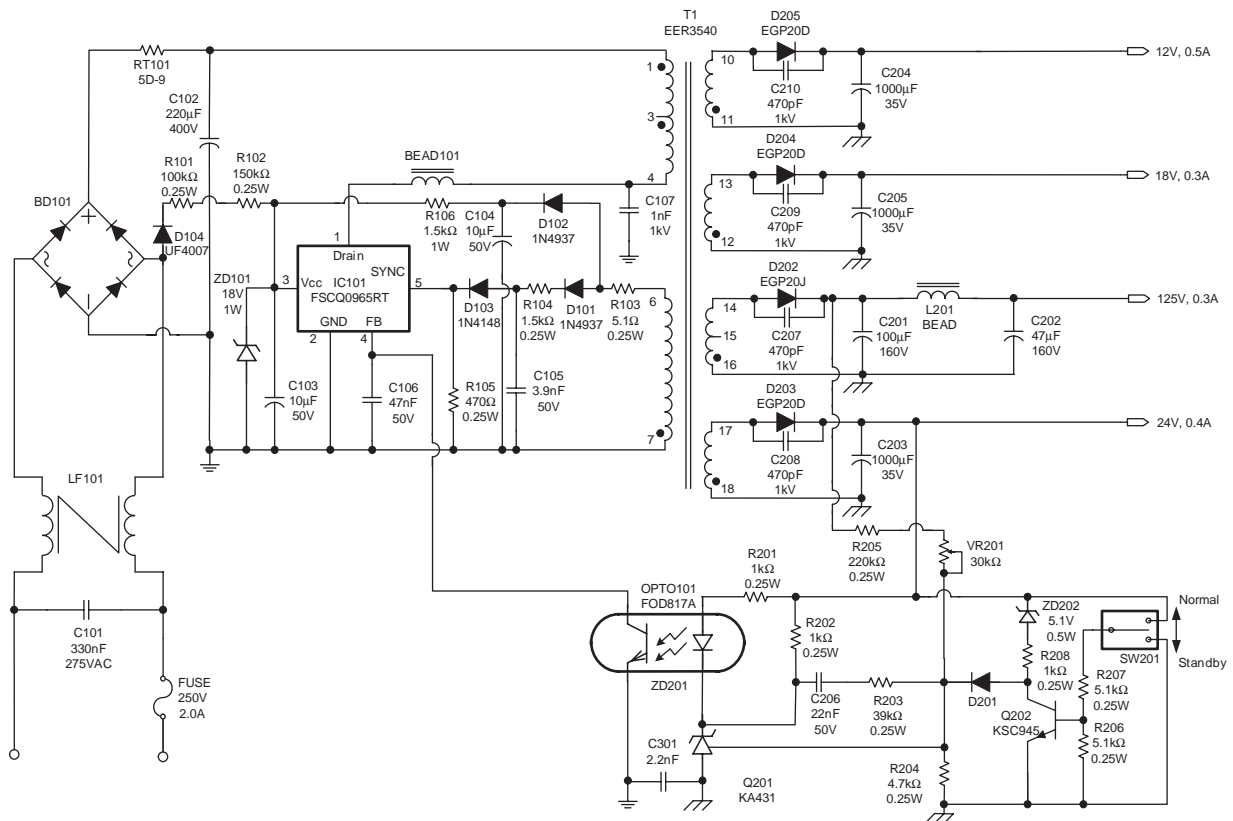 T1
EER3540
D205
EGP20D
RT101
5D-9
1
3
4
10
11
C210
470pF
1kV
C204
1000μF
35V
12V, 0.5A
C102
220μF
400V
D204
EGP20D
13
12
C209
470pF
1kV
C205
1000μF
35V
18V, 0.3A
R101
100kΩ
0.25W
R102
150kΩ
0.25W
BEAD101
BD101
D104
UF4007
R106
1.5kΩ
1W
C104
10μF
50V
D102
1N4937
C107
1nF
1kV
ZD101
18V
1W
1
Drain
SYNC
3
Vcc
IC101
FSCQ0965RT
5
GND
FB
2
4
D103
1N4148
R104
1.5kΩ
0.25W
D101
1N4937
R103
5.1Ω
0.25W
6
7
D202
EGP20J
14
15
16
C207
470pF
1kV
C201
100μF
160V
L201
BEAD
C202
47μF
160V
125V, 0.3A
C103
10μF
50V
C106
47nF
50V
R105
470Ω
0.25W
C105
3.9nF
50V
D203
EGP20D
17
18
C208
470pF
1kV
C203
1000μF
35V
24V, 0.4A
LF101
C101
330nF
275VAC
FUSE
250V
2.0A
R205
220kΩ
0.25W
VR201
30kΩ
OPTO101
FOD817A
R201
1kΩ
0.25W
R202
1kΩ
0.25W
ZD201
C206
22nF
50V
R203
39kΩ
0.25W
D201
ZD202
5.1V
0.5W
R208
1kΩ
0.25W
SW201
Normal
Standby
R207
5.1kΩ
0.25W
Q202
KSC945
R206
5.1kΩ
0.25W
C301
2.2nF
Q201
KA431
R204
4.7kΩ
0.25W